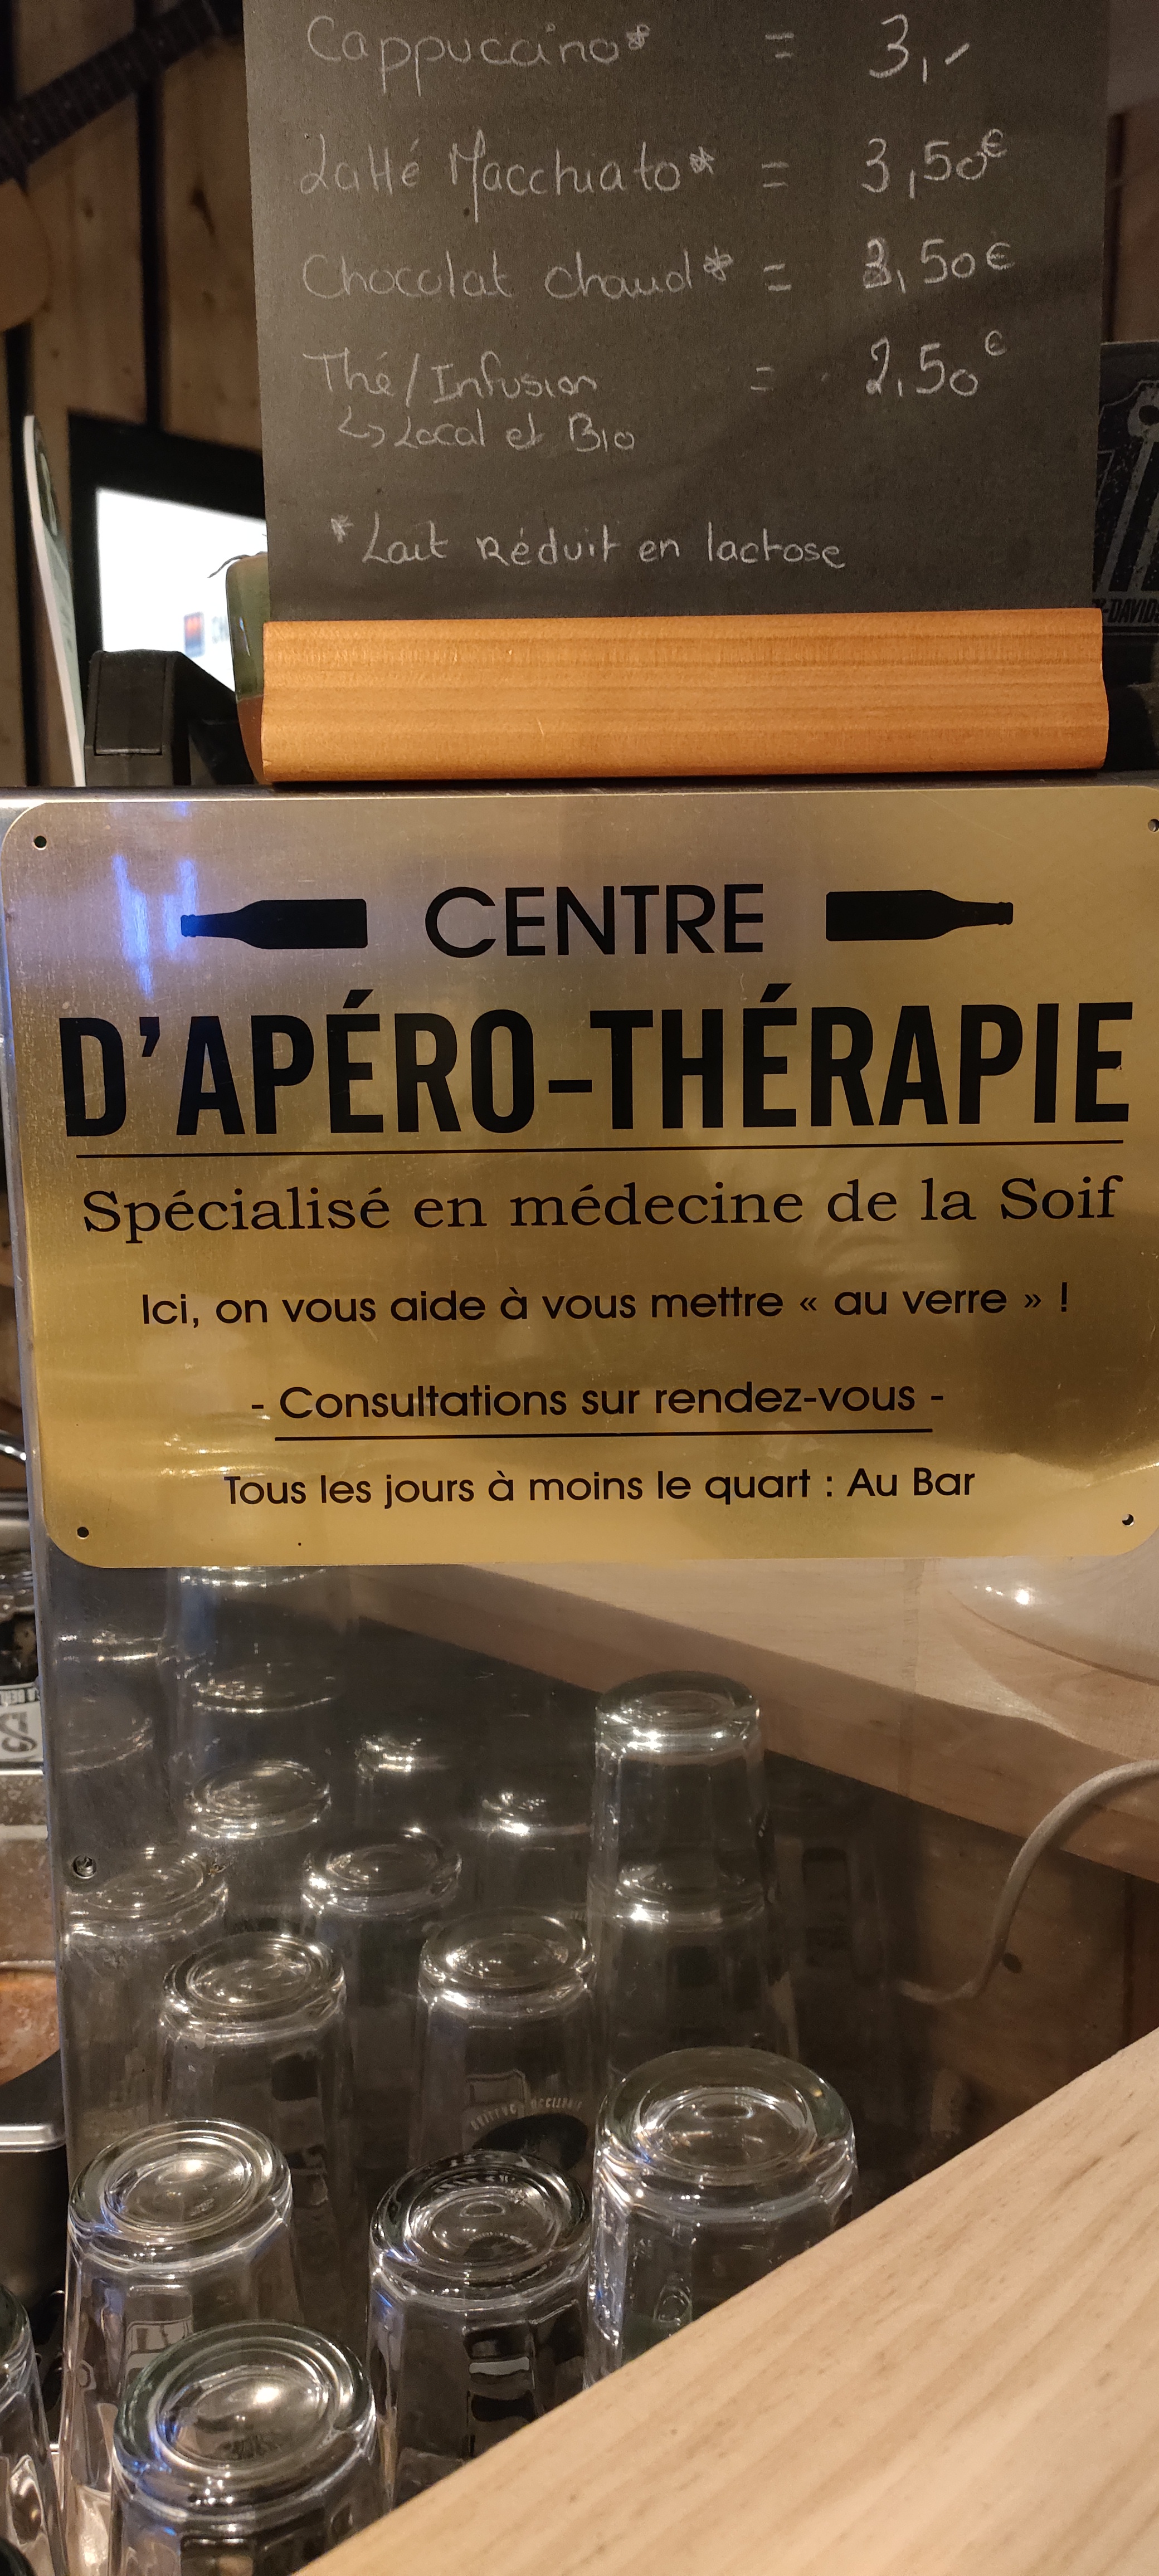 Cappuccino* = 3,-
Latté Macchiato* = 3,50€
Chocolat chaud* = 3,50€
Thé/Infusion = 2,50€
↳ Local et Bio
*Lait Réduit en lactose
CENTRE
D'APÉRO-THÉRAPIE
Spécialisé en médecine de la Soif
Ici, on vous aide à vous mettre « au verre » !
- Consultations sur rendez-vous -
Tous les jours à moins le quart : Au Bar